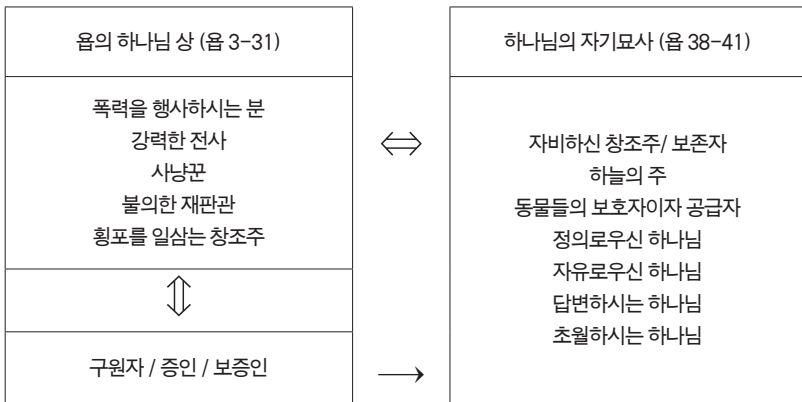 욥의 하나님 상 (욥 3-31)
폭력을 행사하시는 분
강력한 전사
사냥꾼
불의한 재판관
횡포를 일삼는 창조주
⇕
구원자 / 증인 / 보증인
⇔
→
하나님의 자기묘사 (욥 38-41)
자비하신 창조주/ 보존자
하늘의 주
동물들의 보호자이자 공급자
정의로우신 하나님
자유로우신 하나님
답변하시는 하나님
초월하시는 하나님